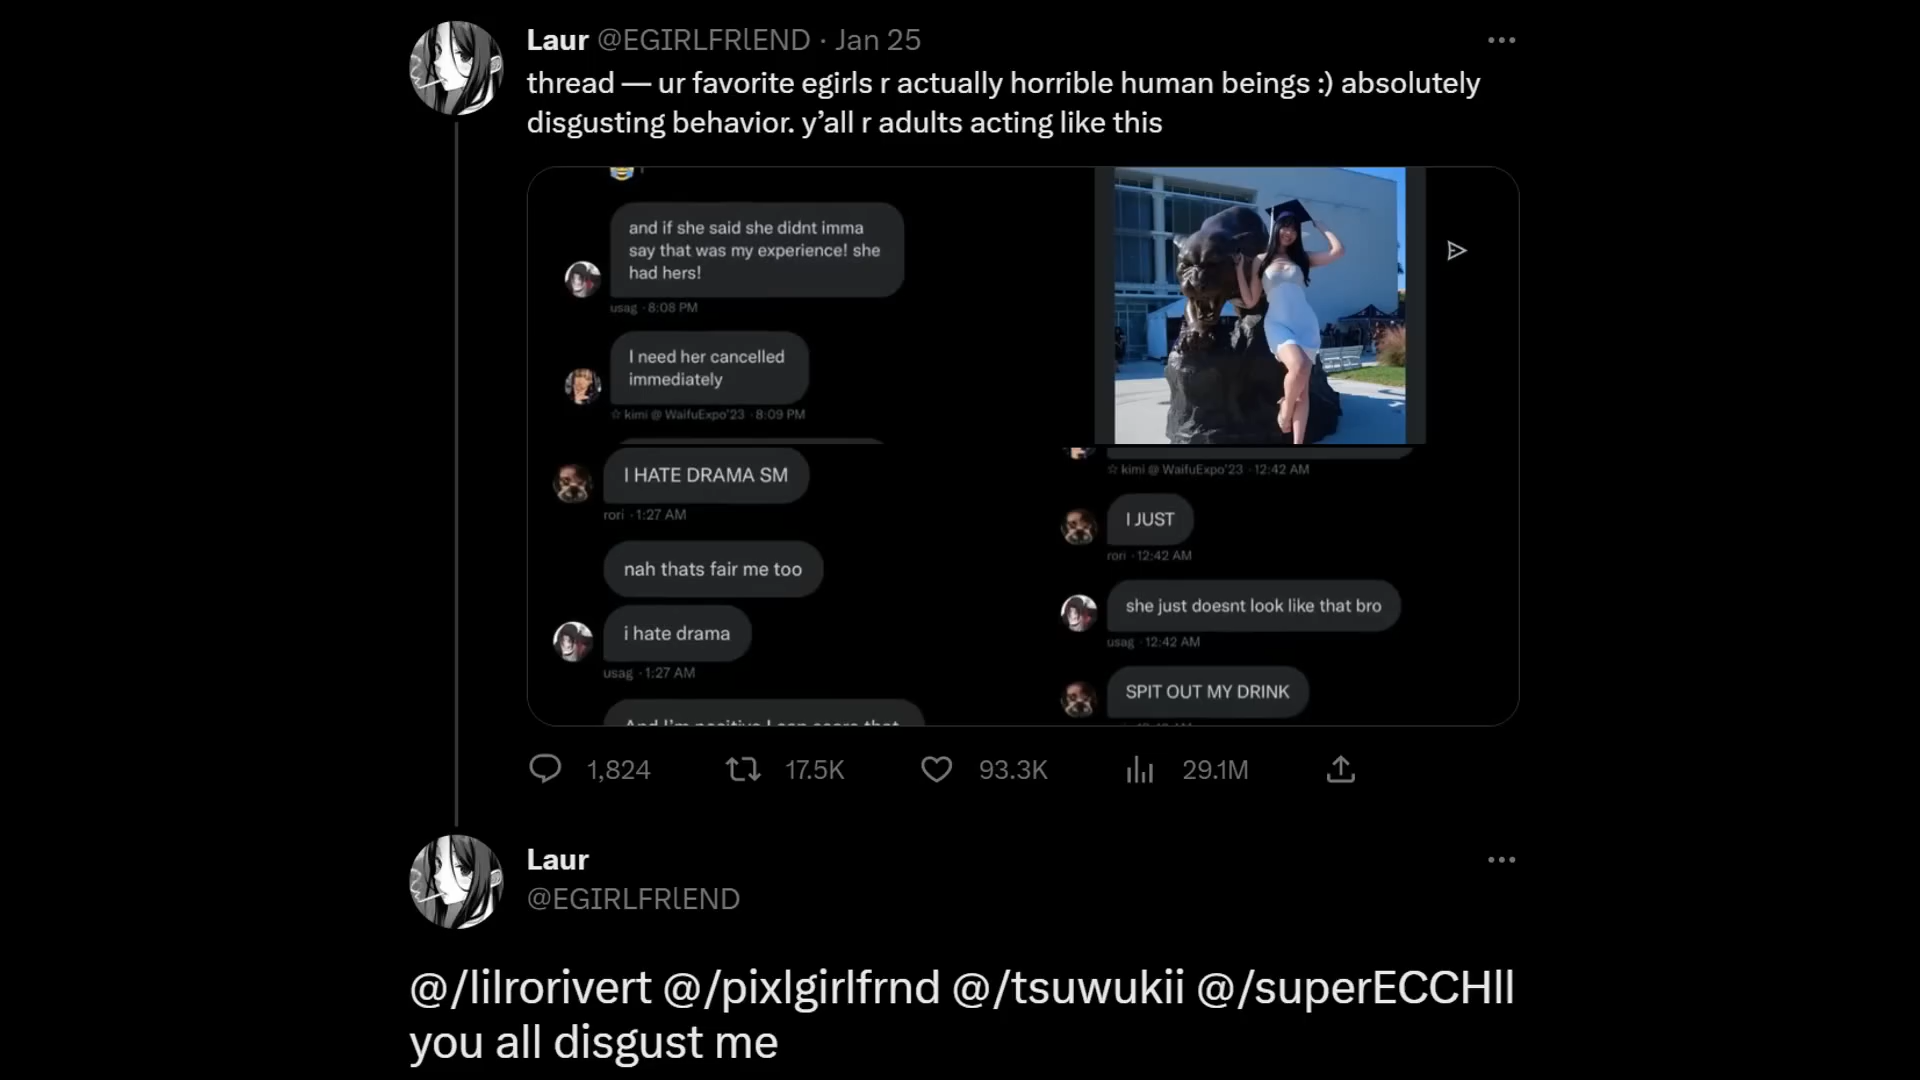 Laur @EGIRLFRlEND · Jan 25
thread — ur favorite egirls r actually horrible human beings :) absolutely
disgusting behavior. y’all r adults acting like this
and if she said she didnt imma
say that was my experience! she
had hers!
usag · 8:08 PM
I need her cancelled
immediately
☆ kimi @ WaifuExpo'23 · 8:09 PM
I HATE DRAMA SM
rori · 1:27 AM
nah thats fair me too
i hate drama
usag · 1:27 AM
And I'm positive I can
☆ kimi @ WaifuExpo'23 · 12:42 AM
I JUST
rori · 12:42 AM
she just doesnt look like that bro
usag · 12:42 AM
SPIT OUT MY DRINK
1,824 17.5K 93.3K 29.1M
Laur
@EGIRLFRlEND
@/lilrorivert @/pixlgirlfrnd @/tsuwukii @/superECCHll
you all disgust me